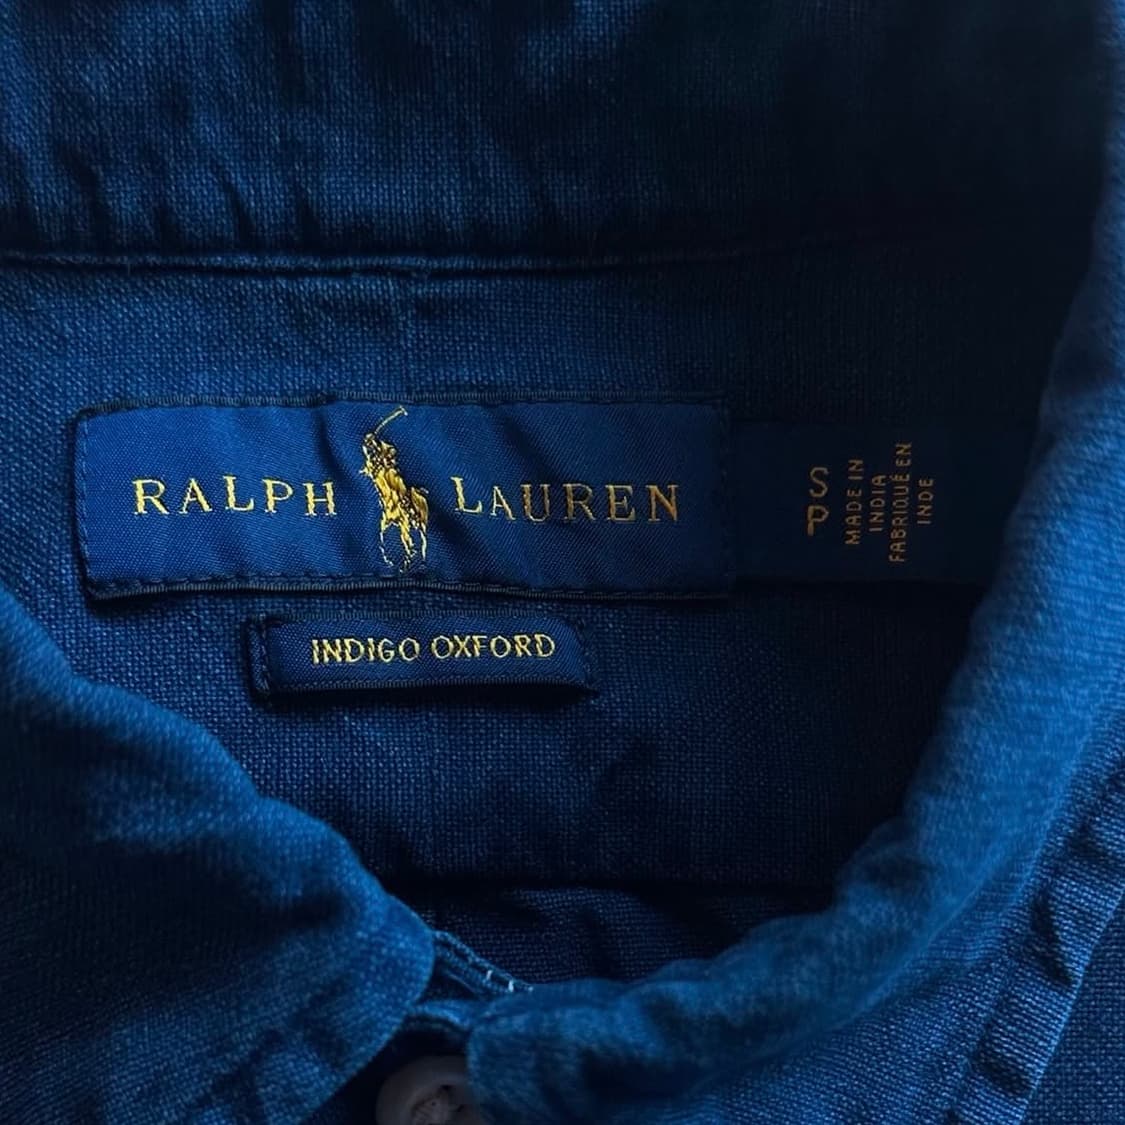 RALPH LAUREN
INDIGO OXFORD
S
P
MADE IN
INDIA
FABRIQUÉ EN
INDE